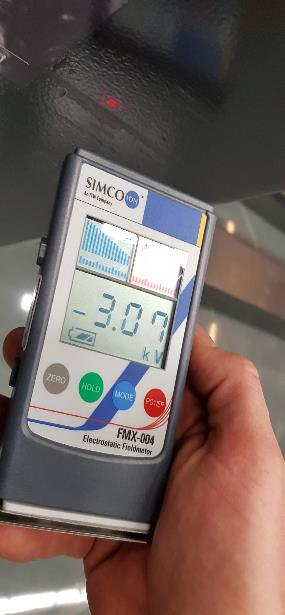 SIMCO ION
An ITW Company
-3.07
kV
ZERO HOLD MODE POWER
FMX-004
Electrostatic Fieldmeter